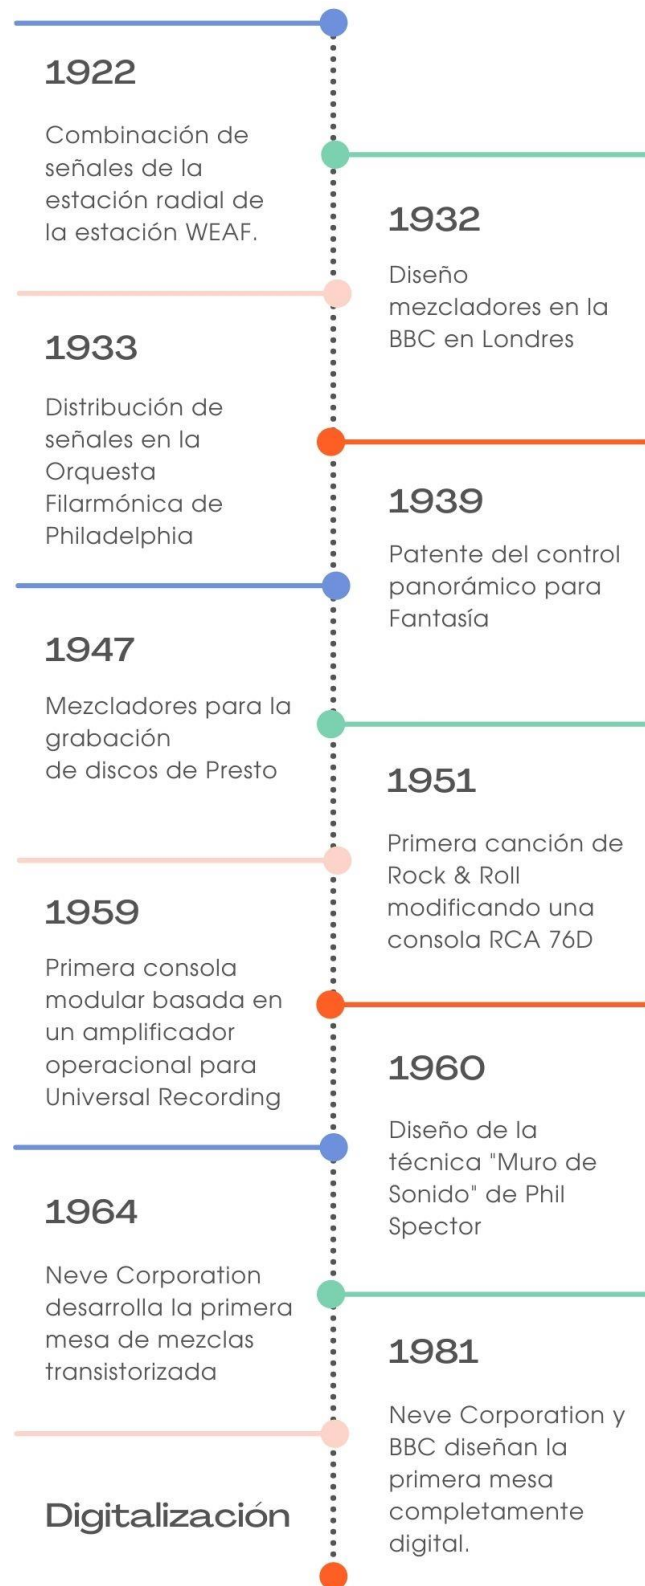 1922
Combinación de
señales de la
estación radial de
la estación WEAF.
1932
Diseño
mezcladores en la
BBC en Londres
1933
Distribución de
señales en la
Orquesta
Filarmónica de
Philadelphia
1939
Patente del control
panorámico para
Fantasía
1947
Mezcladores para la
grabación
de discos de Presto
1951
Primera canción de
Rock & Roll
modificando una
consola RCA 76D
1959
Primera consola
modular basada en
un amplificador
operacional para
Universal Recording
1960
Diseño de la
técnica "Muro de
Sonido" de Phil
Spector
1964
Neve Corporation
desarrolla la primera
mesa de mezclas
transistorizada
1981
Neve Corporation y
BBC diseñan la
primera mesa
completamente
digital.
Digitalización